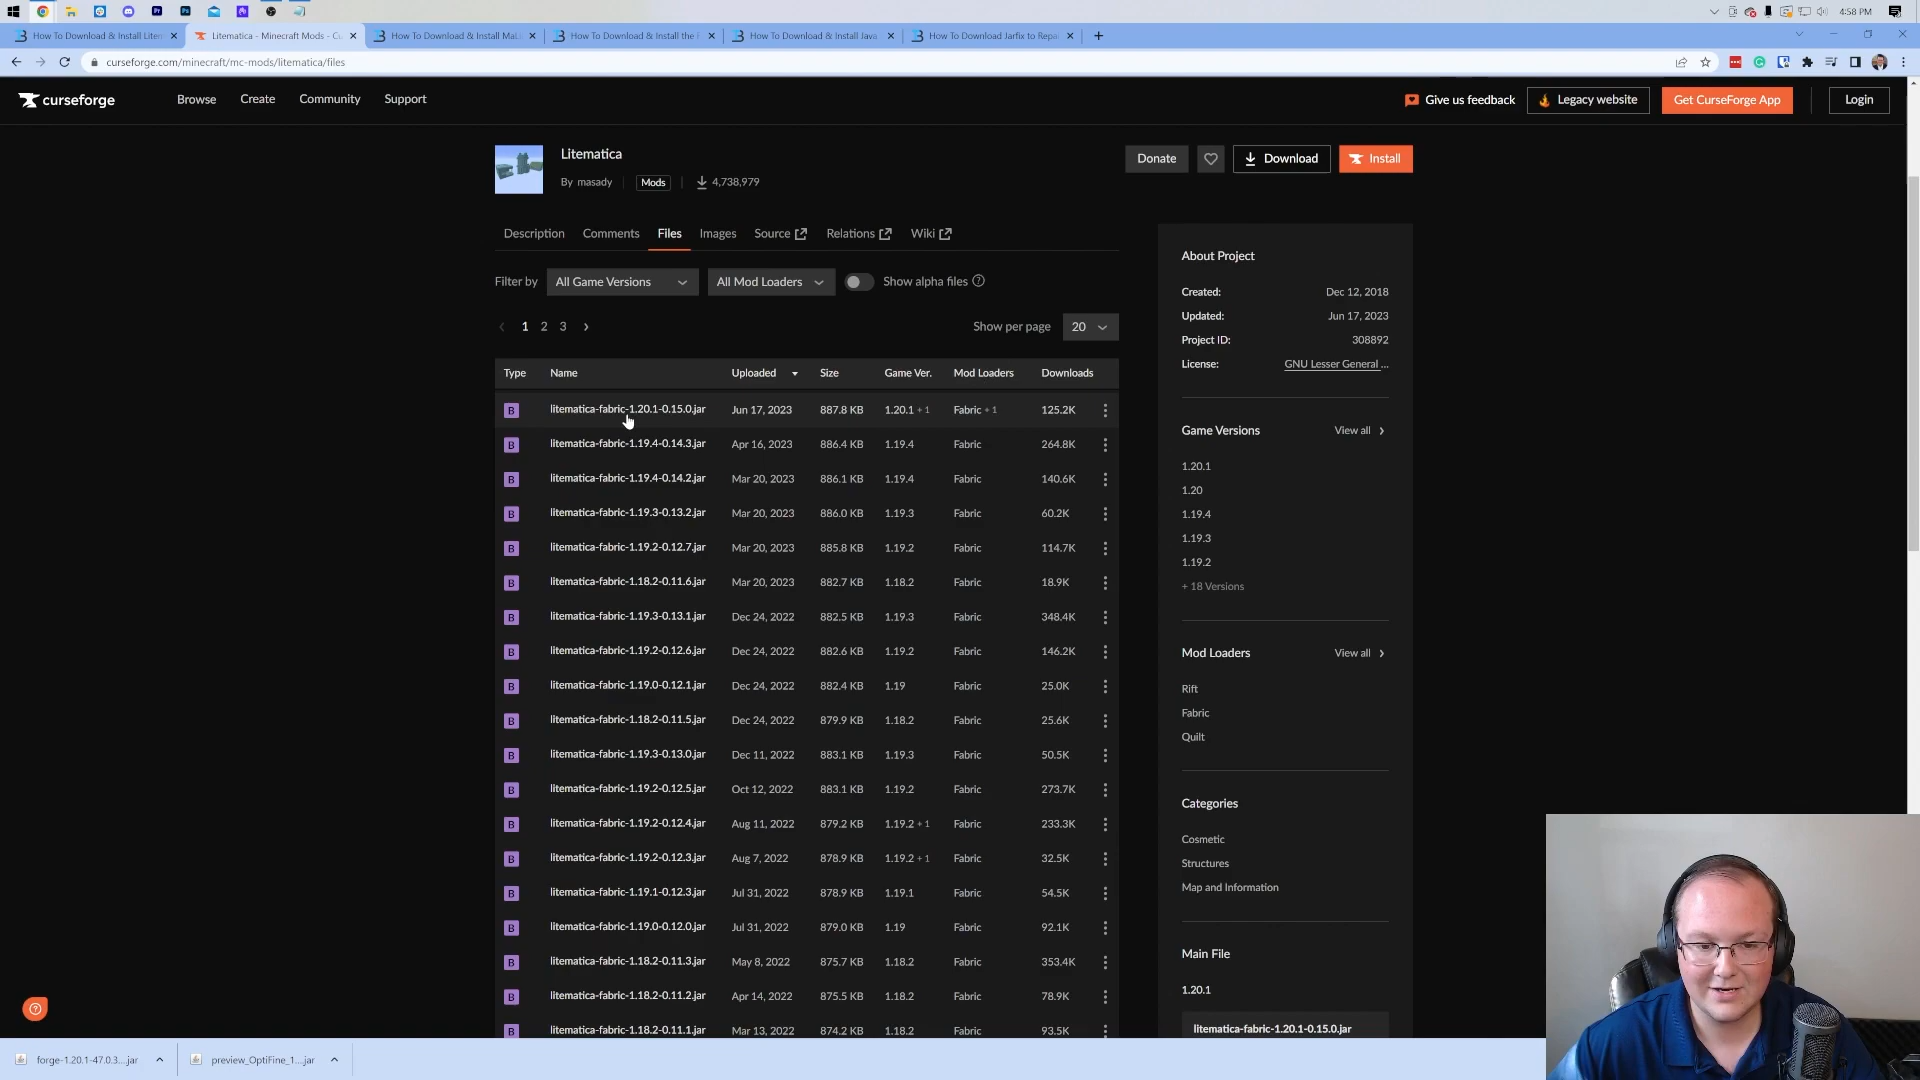 4:58 PM
How To Download & Install Liter
Litematica - Minecraft Mods - Cu
How To Download & Install Mal
How To Download & Install the F
How To Download & Install Java
How To Download Jarfix to Repai
curseforge.com/minecraft/mc-mods/litematica/files
curseforge
Browse
Create
Community
Support
Give us feedback
Legacy website
Get CurseForge App
Login
Litematica
By masady
Mods
4,738,979
Donate
Download
Install
Description
Comments
Files
Images
Source
Relations
Wiki
Filter by
All Game Versions
All Mod Loaders
Show alpha files
1 2 3
Show per page
20
Type Name Uploaded Size Game Ver. Mod Loaders Downloads
B litematica-fabric-1.20.1-0.15.0.jar Jun 17, 2023 887.8 KB 1.20.1 + 1 Fabric + 1 125.2K
B litematica-fabric-1.19.4-0.14.3.jar Apr 16, 2023 886.4 KB 1.19.4 Fabric 264.8K
B litematica-fabric-1.19.4-0.14.2.jar Mar 20, 2023 886.1 KB 1.19.4 Fabric 140.6K
B litematica-fabric-1.19.3-0.13.2.jar Mar 20, 2023 886.0 KB 1.19.3 Fabric 60.2K
B litematica-fabric-1.19.2-0.12.7.jar Mar 20, 2023 885.8 KB 1.19.2 Fabric 114.7K
B litematica-fabric-1.18.2-0.11.6.jar Mar 20, 2023 882.7 KB 1.18.2 Fabric 18.9K
B litematica-fabric-1.19.3-0.13.1.jar Dec 24, 2022 882.5 KB 1.19.3 Fabric 348.4K
B litematica-fabric-1.19.2-0.12.6.jar Dec 24, 2022 882.6 KB 1.19.2 Fabric 146.2K
B litematica-fabric-1.19.0-0.12.1.jar Dec 24, 2022 882.4 KB 1.19 Fabric 25.0K
B litematica-fabric-1.18.2-0.11.5.jar Dec 24, 2022 879.9 KB 1.18.2 Fabric 25.6K
B litematica-fabric-1.19.3-0.13.0.jar Dec 11, 2022 883.1 KB 1.19.3 Fabric 50.5K
B litematica-fabric-1.19.2-0.12.5.jar Oct 12, 2022 883.1 KB 1.19.2 Fabric 273.7K
B litematica-fabric-1.19.2-0.12.4.jar Aug 11, 2022 879.2 KB 1.19.2 + 1 Fabric 233.3K
B litematica-fabric-1.19.2-0.12.3.jar Aug 7, 2022 878.9 KB 1.19.2 + 1 Fabric 32.5K
B litematica-fabric-1.19.1-0.12.3.jar Jul 31, 2022 878.9 KB 1.19.1 Fabric 54.5K
B litematica-fabric-1.19.0-0.12.0.jar Jul 31, 2022 879.0 KB 1.19 Fabric 92.1K
B litematica-fabric-1.18.2-0.11.3.jar May 8, 2022 875.7 KB 1.18.2 Fabric 353.4K
B litematica-fabric-1.18.2-0.11.2.jar Apr 14, 2022 875.5 KB 1.18.2 Fabric 78.9K
B litematica-fabric-1.18.2-0.11.1.jar Mar 13, 2022 874.2 KB 1.18.2 Fabric 93.5K
About Project
Created: Dec 12, 2018
Updated: Jun 17, 2023
Project ID: 308892
License: GNU Lesser General ...
Game Versions View all
1.20.1
1.20
1.19.4
1.19.3
1.19.2
+ 18 Versions
Mod Loaders View all
Rift
Fabric
Quilt
Categories
Cosmetic
Structures
Map and Information
Main File
1.20.1
litematica-fabric-1.20.1-0.15.0.jar
forge-1.20.1-47.0.3....jar
preview_OptiFine_1....jar